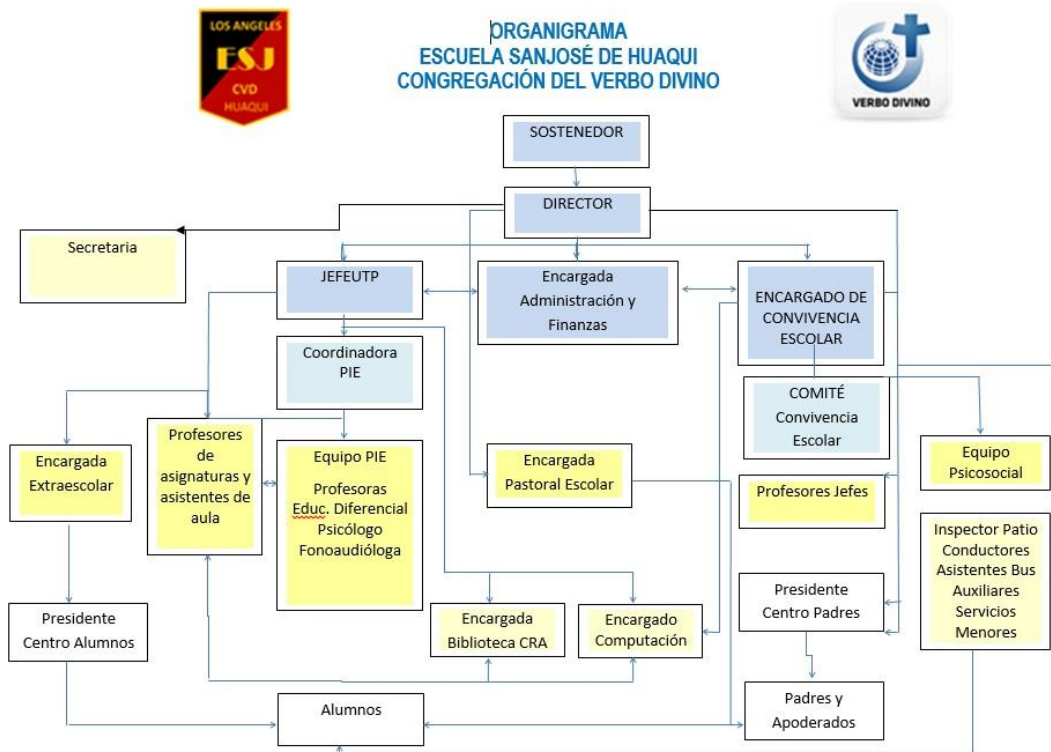 LOS ANGELES
ESJ
CVD
HUAQUI
ORGANIGRAMA
ESCUELA SANJOSÉ DE HUAQUI
CONGREGACIÓN DEL VERBO DIVINO
VERBO DIVINO
SOSTENEDOR
DIRECTOR
Secretaria
JEFEUTP
Encargada
Administración y
Finanzas
ENCARGADO DE
CONVIVENCIA
ESCOLAR
Coordinadora
PIE
COMITÉ
Convivencia
Escolar
Encargada
Extraescolar
Profesores
de
asignaturas y
asistentes de
aula
Equipo PIE
Profesoras
Educ. Diferencial
Psicólogo
Fonoaudióloga
Encargada
Pastoral Escolar
Profesores Jefes
Equipo
Psicosocial
Inspector Patio
Conductores
Asistentes Bus
Auxiliares
Servicios
Menores
Presidente
Centro Alumnos
Encargada
Biblioteca CRA
Encargado
Computación
Presidente
Centro Padres
Alumnos
Padres y
Apoderados